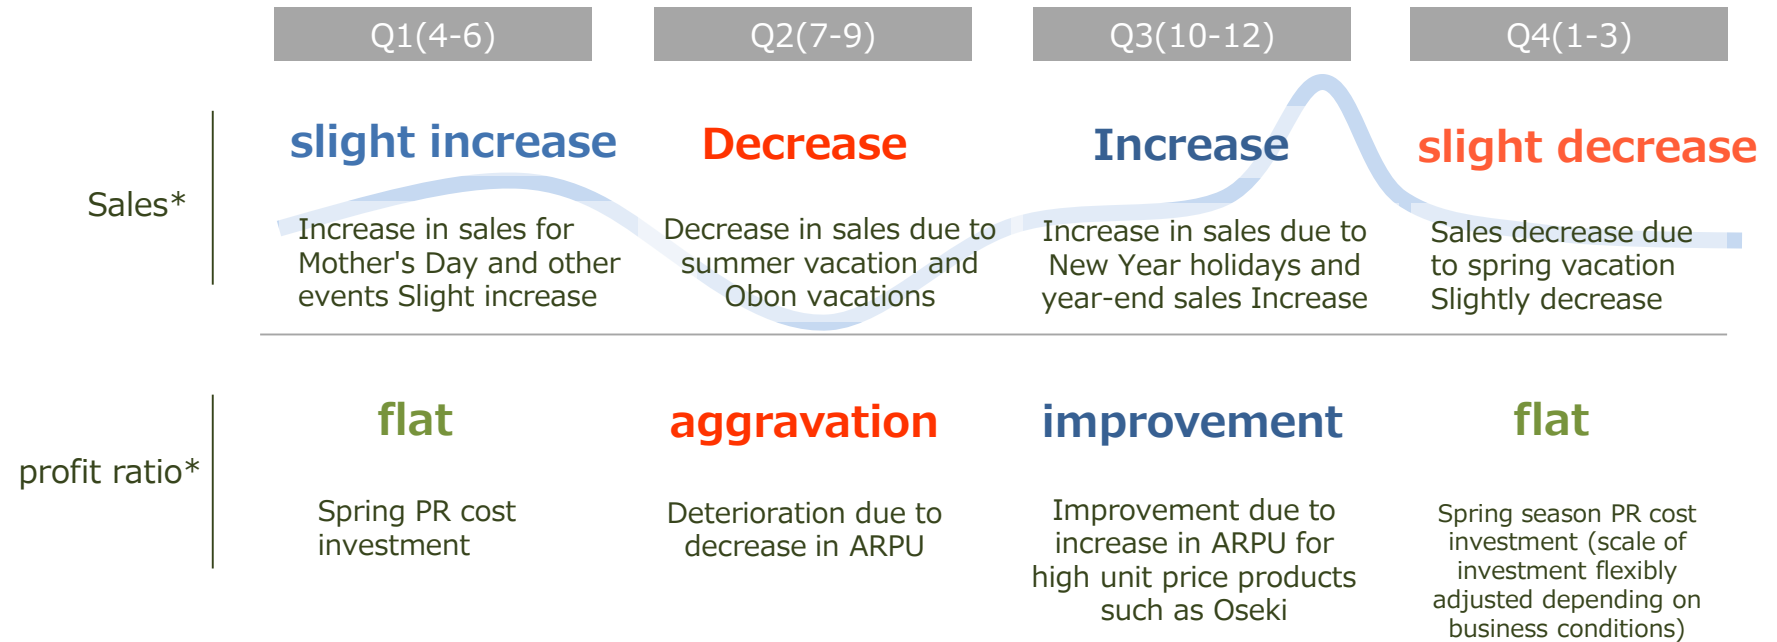 Q1(4-6)
Q2(7-9)
Q3(10-12)
Q4(1-3)
Sales*
slight increase
Increase in sales for
Mother's Day and other
events Slight increase
Decrease
Decrease in sales due to
summer vacation and
Obon vacations
Increase
Increase in sales due to
New Year holidays and
year-end sales Increase
slight decrease
Sales decrease due
to spring vacation
Slightly decrease
profit ratio*
flat
Spring PR cost
investment
aggravation
Deterioration due to
decrease in ARPU
improvement
Improvement due to
increase in ARPU for
high unit price products
such as Oseki
flat
Spring season PR cost
investment (scale of
investment flexibly
adjusted depending on
business conditions)